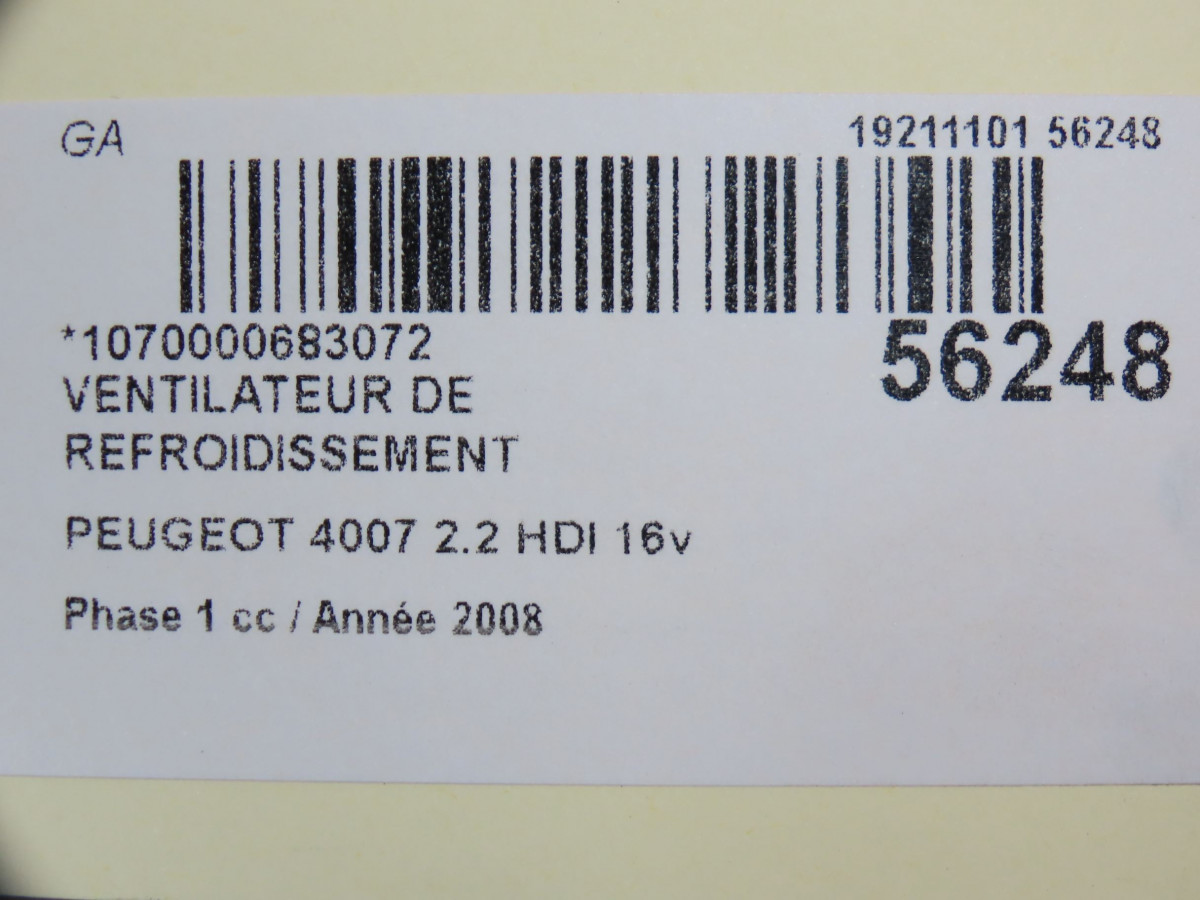 GA
19211101 56248
*1070000683072
56248
VENTILATEUR DE
REFROIDISSEMENT
PEUGEOT 4007 2.2 HDI 16v
Phase 1 cc / Année 2008